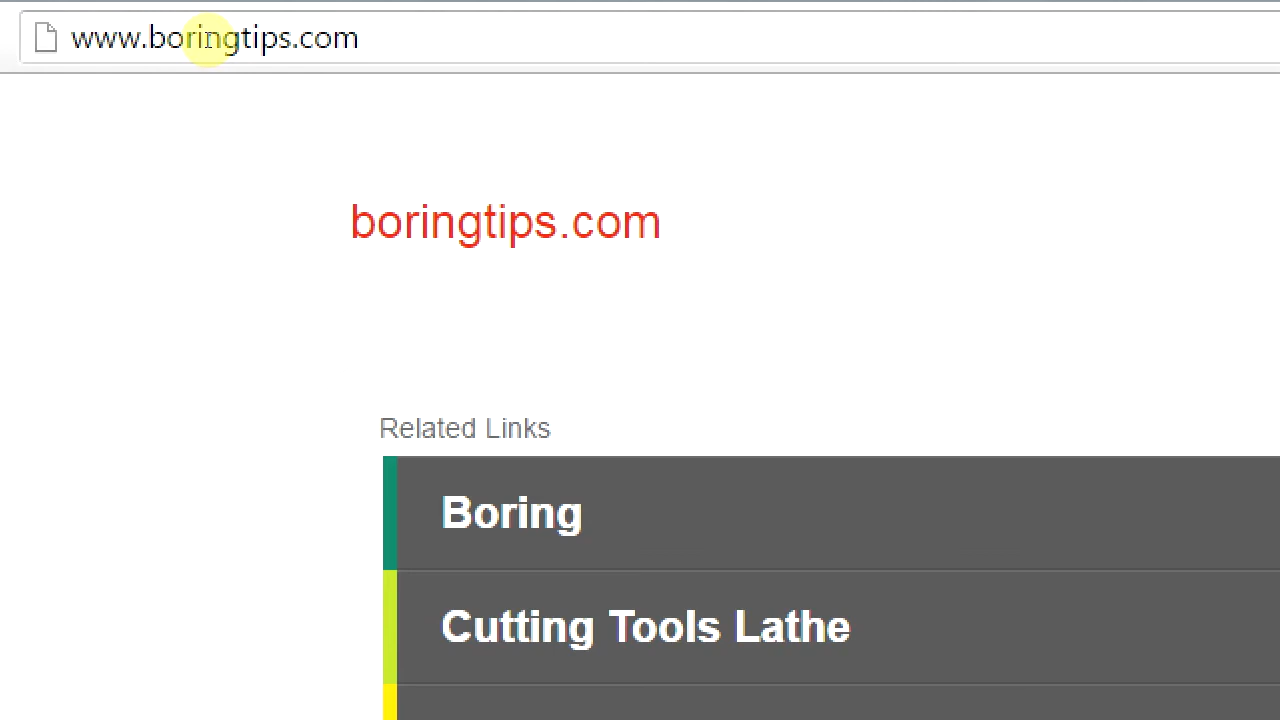 www.boringtips.com
boringtips.com
Related Links
Boring
Cutting Tools Lathe